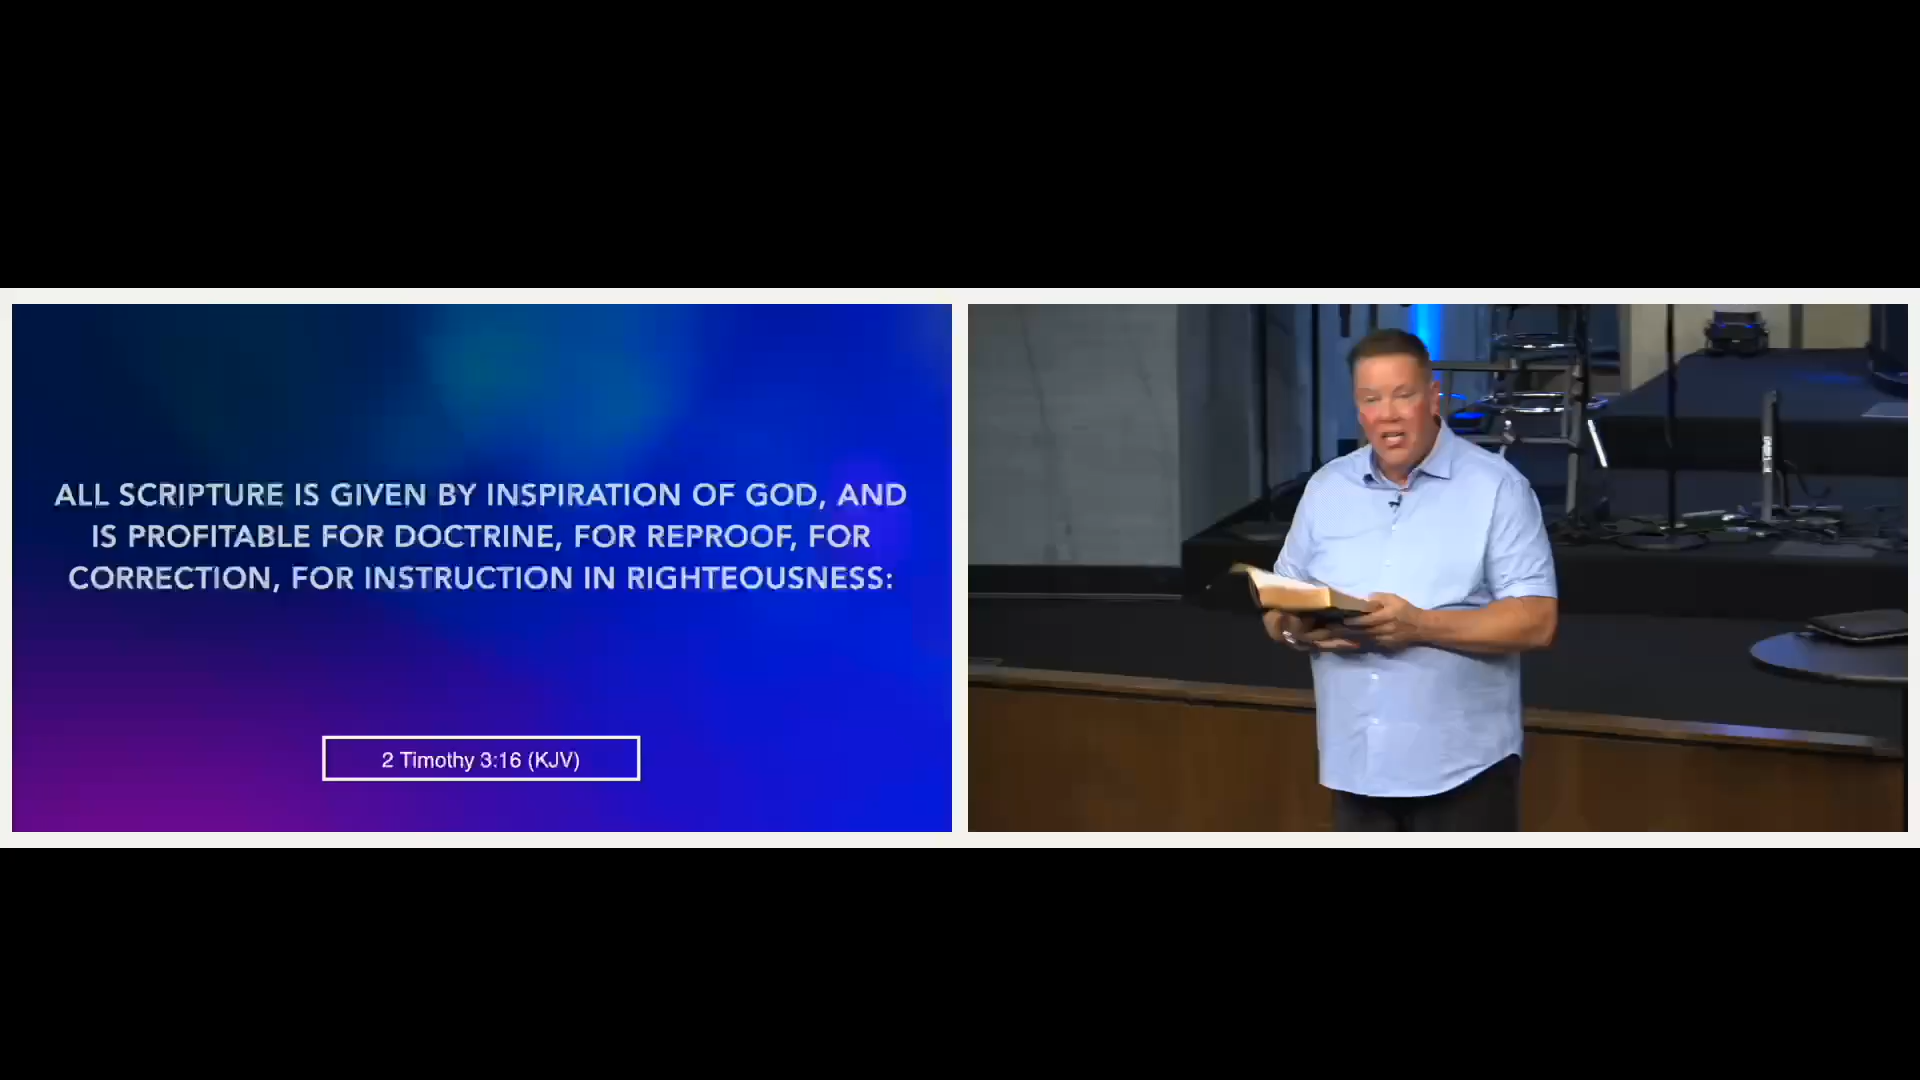 ALL SCRIPTURE IS GIVEN BY INSPIRATION OF GOD, AND
IS PROFITABLE FOR DOCTRINE, FOR REPROOF, FOR
CORRECTION, FOR INSTRUCTION IN RIGHTEOUSNESS:
2 Timothy 3:16 (KJV)